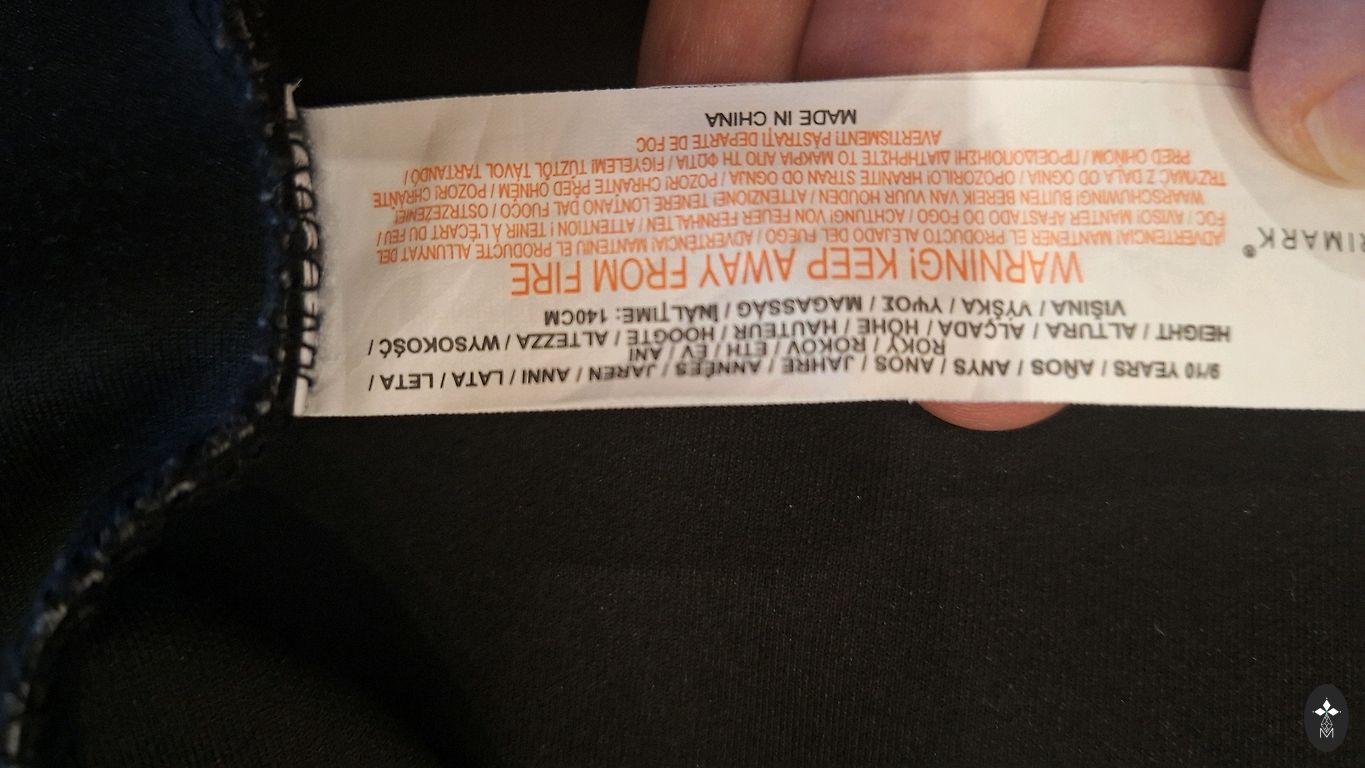 9/10 YEARS / AÑOS / ANYS / ANOS / JAHRE / ANNÉES / JAREN / ANNI / LATA / LETA /
ROKY / ROKOV / ΕΤΗ / ÉV / ANI
HEIGHT / ALTURA / ALÇADA / HÖHE / HAUTEUR / HOOGTE / ALTEZZA / WYSOKOŚĆ /
VIŠINA / VÝŠKA / ΥΨΟΣ / MAGASSÁG / ÎNĂLȚIME: 140CM
WARNING! KEEP AWAY FROM FIRE
ADVERTENCIA! MANTENER EL PRODUCTO ALEJADO DEL FUEGO / ADVERTÈNCIA! MANTENIU EL PRODUCTE ALLUNYAT DEL
FOC / AVISO! MANTER AFASTADO DO FOGO / ACHTUNG! VON FEUER FERNHALTEN / ATTENTION ! TENIR À L'ÉCART DU FEU /
WAARSCHUWING! BUITEN BEREIK VAN VUUR HOUDEN / ATTENZIONE! TENERE LONTANO DAL FUOCO / OSTRZEŻENIE!
TRZYMAĆ Z DALA OD OGNIA / OPOZORILO! HRANITE STRAN OD OGNJA / POZOR! CHRAŇTE PŘED OHNĚM / POZOR! CHRÁŇTE
PRED OHŇOM / ΠΡΟΕΙΔΟΠΟΙΗΣΗ! ΔΙΑΤΗΡΗΣΤΕ ΤΟ ΜΑΚΡΙΑ ΑΠΟ ΤΗ ΦΩΤΙΑ / FIGYELEM! TŰZTŐL TÁVOL TARTANDÓ /
AVERTISMENT! PĂSTRAȚI DEPARTE DE FOC
MADE IN CHINA
RIMARK®
M